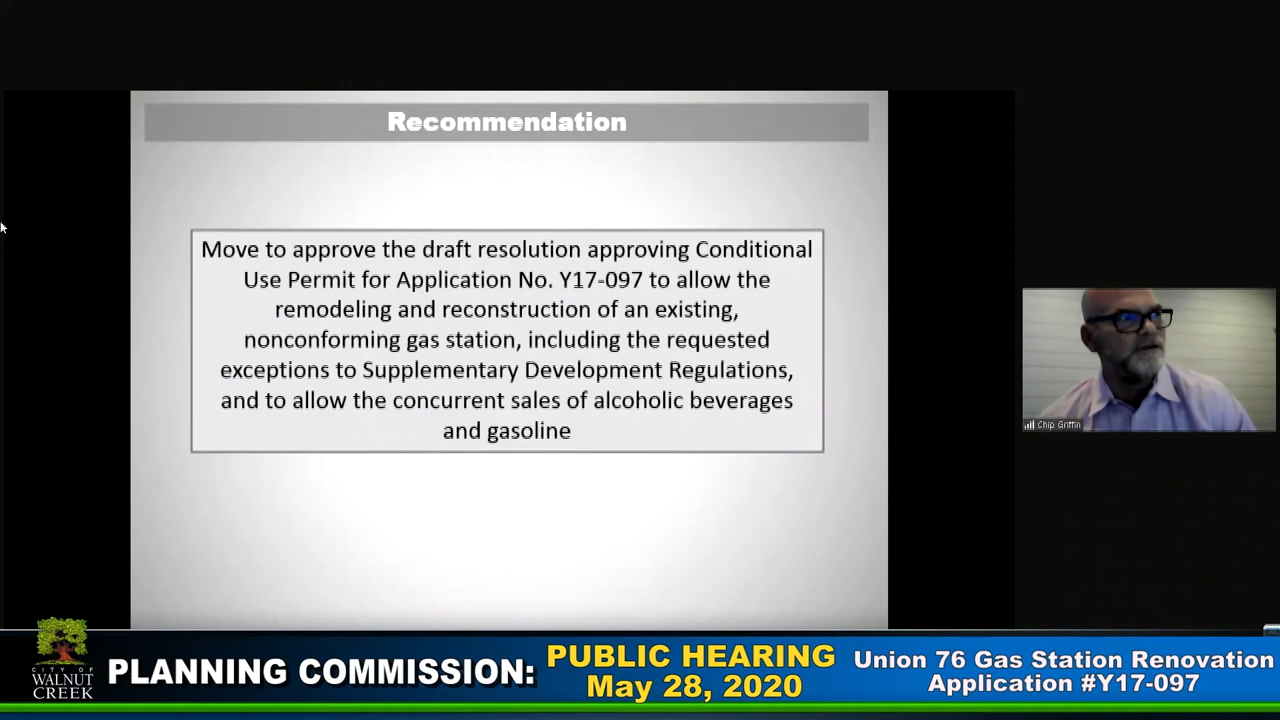 Recommendation
Move to approve the draft resolution approving Conditional
Use Permit for Application No. Y17-097 to allow the
remodeling and reconstruction of an existing,
nonconforming gas station, including the requested
exceptions to Supplementary Development Regulations,
and to allow the concurrent sales of alcoholic beverages
and gasoline
Chip Griffin
CITY OF
WALNUT
CREEK
PLANNING COMMISSION:
PUBLIC HEARING
May 28, 2020
Union 76 Gas Station Renovation
Application #Y17-097